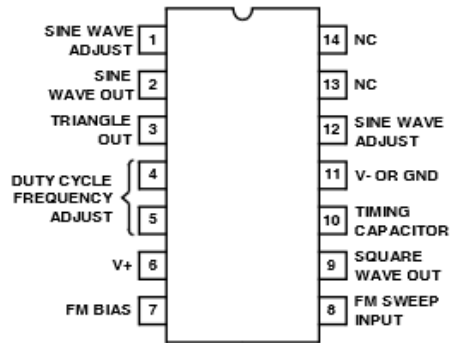 SINE WAVE
ADJUST
1
SINE
WAVE OUT
2
TRIANGLE
OUT
3
DUTY CYCLE
FREQUENCY
ADJUST
4
5
V+
6
FM BIAS
7
14
NC
13
NC
12
SINE WAVE
ADJUST
11
V- OR GND
10
TIMING
CAPACITOR
9
SQUARE
WAVE OUT
8
FM SWEEP
INPUT